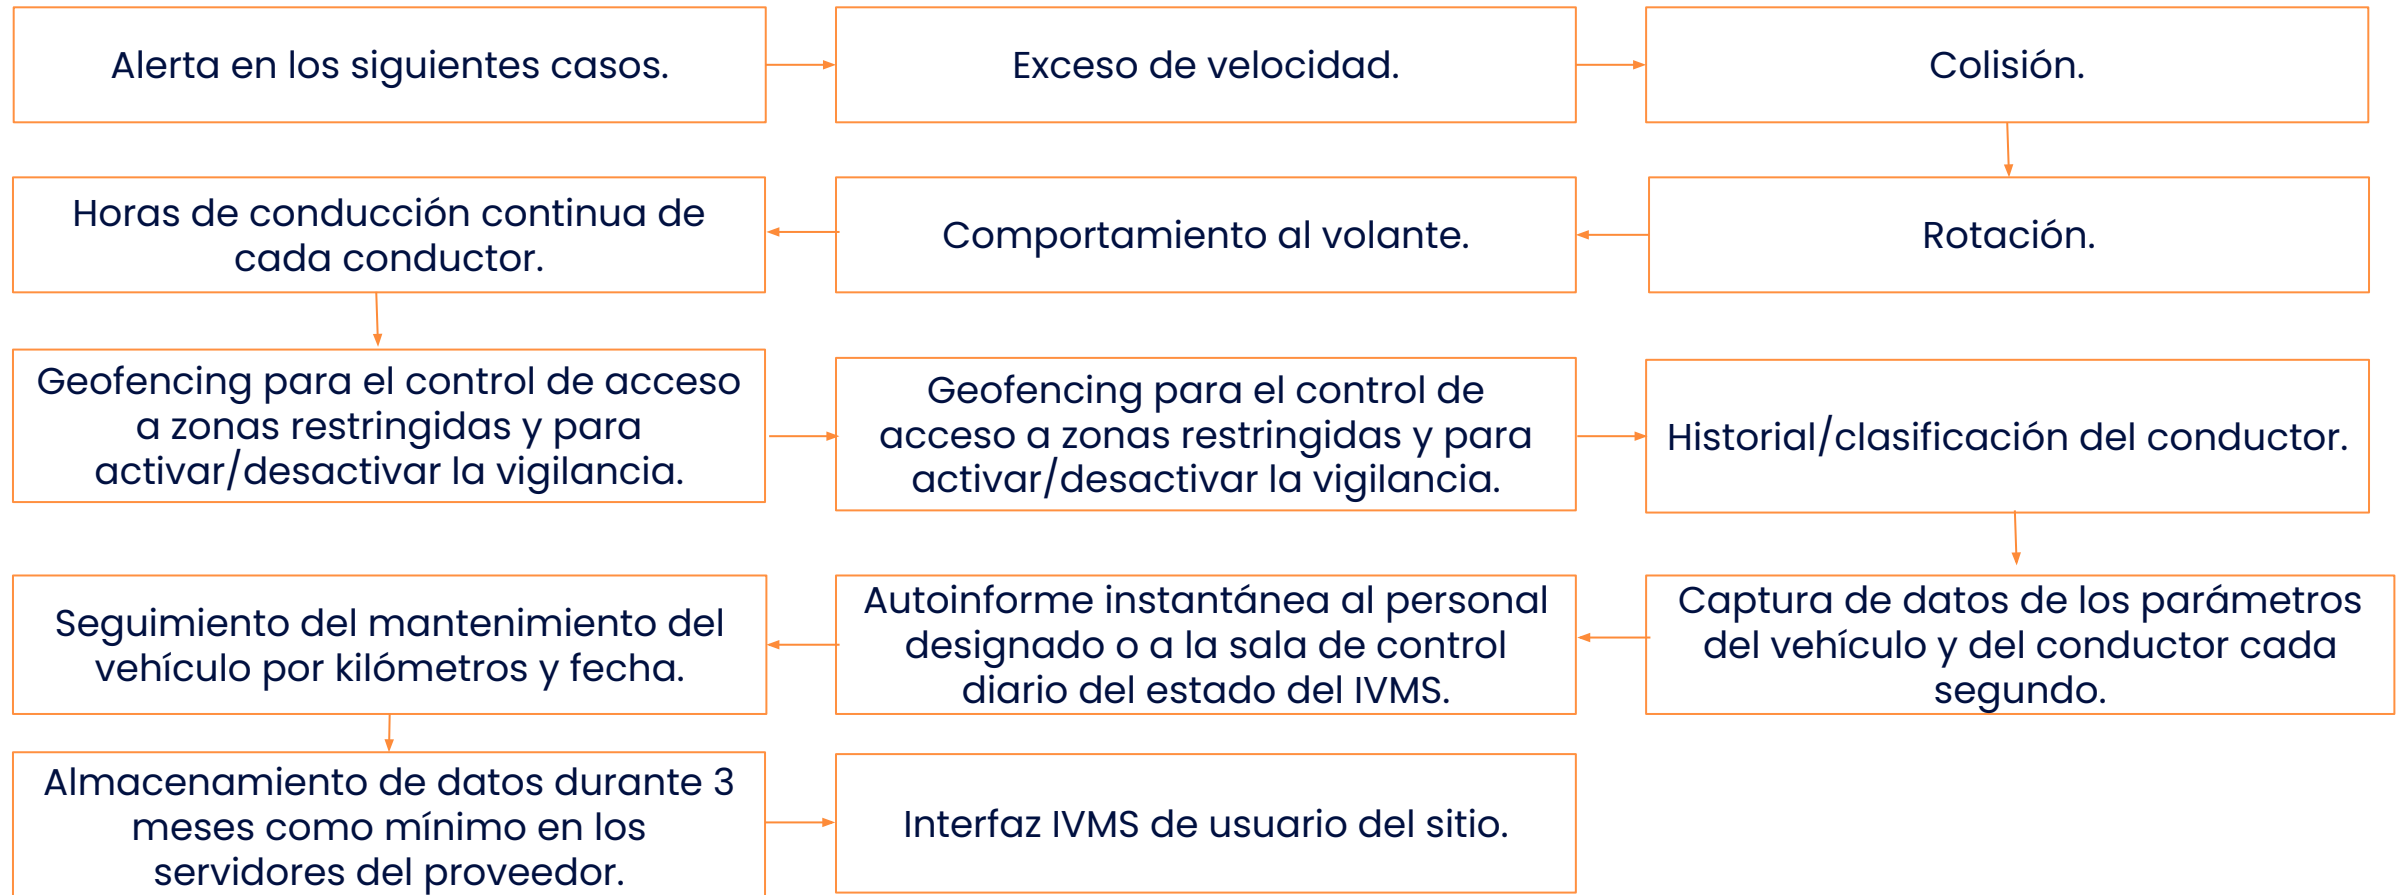 Alerta en los siguientes casos.
Exceso de velocidad.
Colisión.
Rotación.
Comportamiento al volante.
Horas de conducción continua de
cada conductor.
Geofencing para el control de acceso
a zonas restringidas y para
activar/desactivar la vigilancia.
Geofencing para el control de
acceso a zonas restringidas y para
activar/desactivar la vigilancia.
Historial/clasificación del conductor.
Captura de datos de los parámetros
del vehículo y del conductor cada
segundo.
Autoinforme instantánea al personal
designado o a la sala de control
diario del estado del IVMS.
Seguimiento del mantenimiento del
vehículo por kilómetros y fecha.
Almacenamiento de datos durante 3
meses como mínimo en los
servidores del proveedor.
Interfaz IVMS de usuario del sitio.